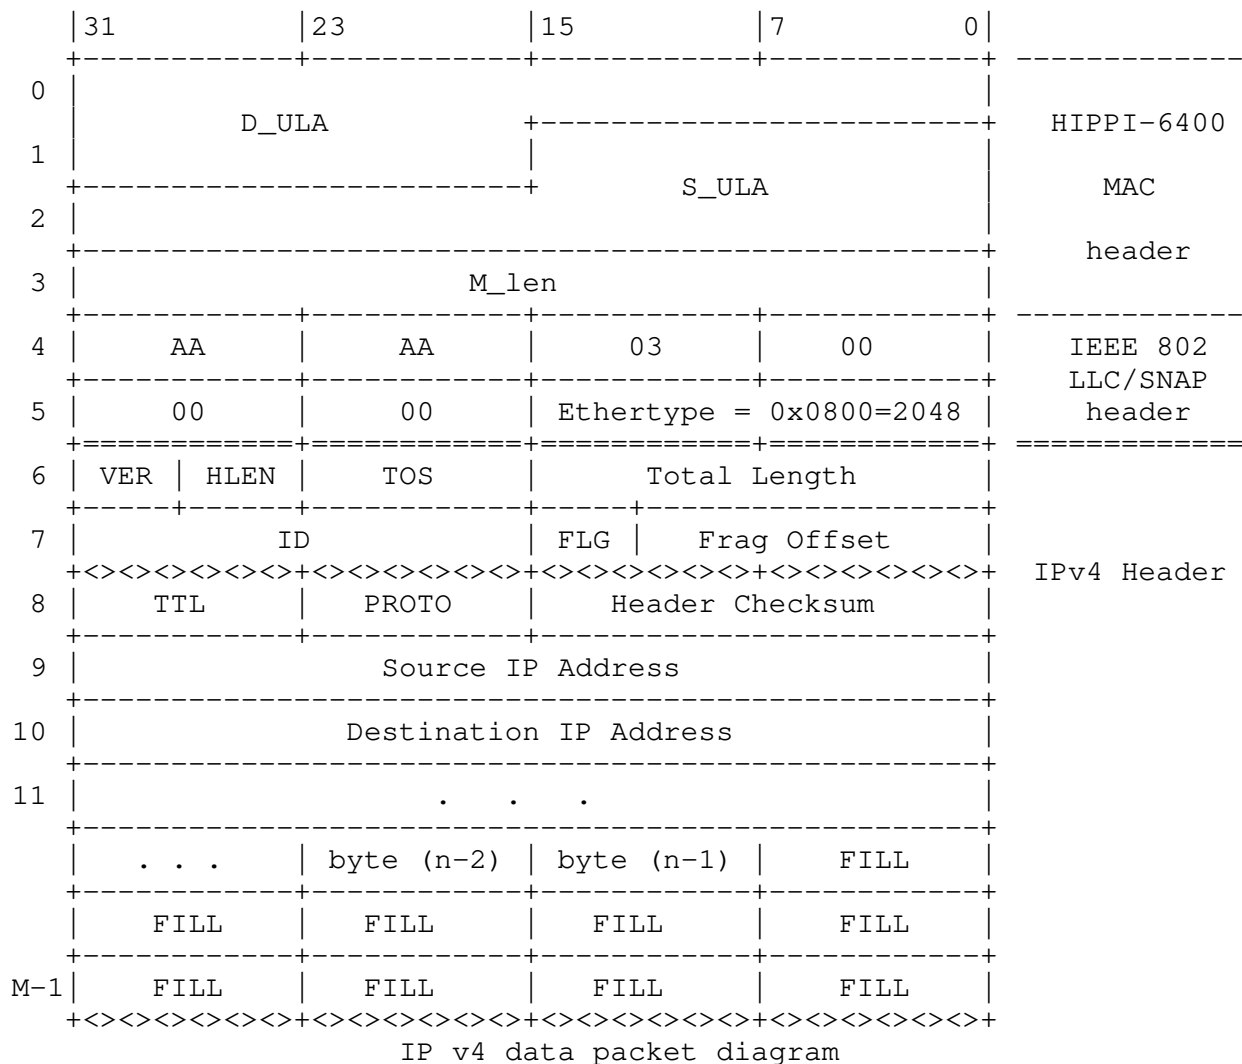 |31 |23 |15 |7 0|
+------------+------------+------------+------------+ -------------
0 | |
| D_ULA +-------------------------+ HIPPI-6400
1 | | |
+-------------------------+ S_ULA | MAC
2 | |
+---------------------------------------------------+ header
3 | M_len |
+------------+------------+------------+------------+ -------------
4 | AA | AA | 03 | 00 | IEEE 802
+------------+------------+------------+------------+ LLC/SNAP
5 | 00 | 00 | Ethertype = 0x0800=2048 | header
+============+============+============+============+ =============
6 | VER | HLEN | TOS | Total Length |
+-----+------+------------+-----+-------------------+
7 | ID | FLG | Frag Offset |
+<><><><><><>+<><><><><><>+<><><><><><>+<><><><><><>+ IPv4 Header
8 | TTL | PROTO | Header Checksum |
+------------+------------+-------------------------+
9 | Source IP Address |
+---------------------------------------------------+
10 | Destination IP Address |
+---------------------------------------------------+
11 | . . . |
+---------------------------------------------------+
| . . . | byte (n-2) | byte (n-1) | FILL |
+------------+------------+------------+------------+
| FILL | FILL | FILL | FILL |
+------------+------------+------------+------------+
M-1| FILL | FILL | FILL | FILL |
+<><><><><><>+<><><><><><>+<><><><><><>+<><><><><><>+
IP v4 data packet diagram